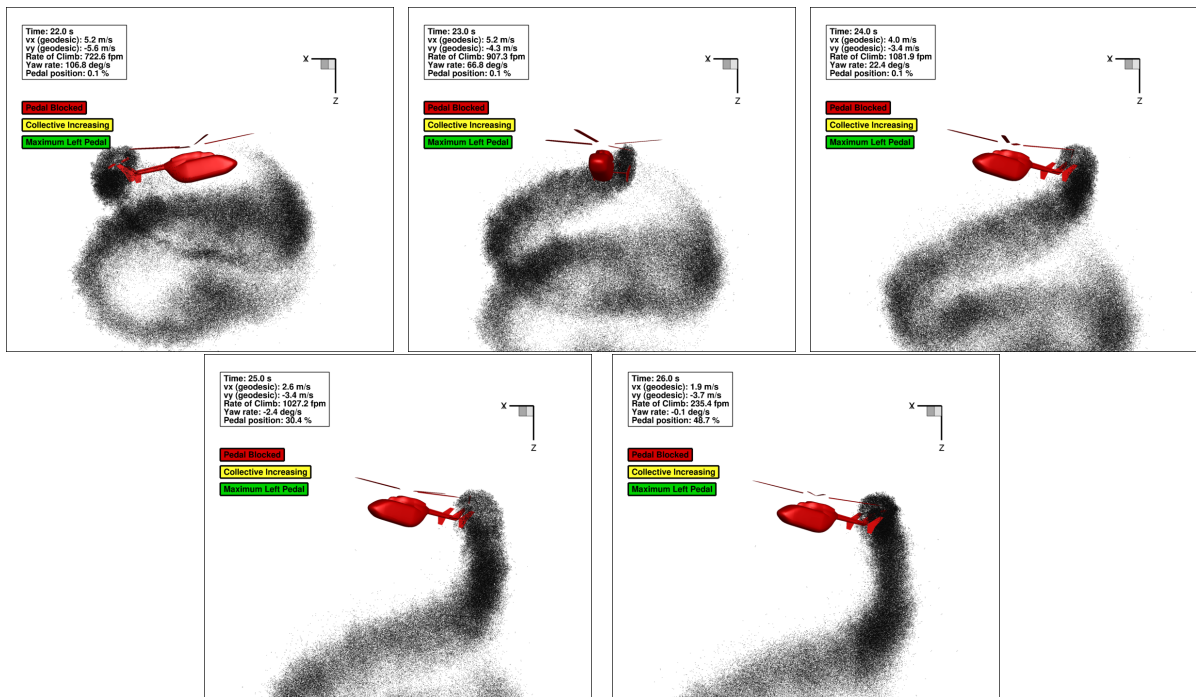 Time: 22.0 s
vx (geodesic): 5.2 m/s
vy (geodesic): -5.6 m/s
Rate of Climb: 722.6 fpm
Yaw rate: 106.8 deg/s
Pedal position: 0.1 %
X
Z
Pedal Blocked
Collective Increasing
Maximum Left Pedal
Time: 23.0 s
vx (geodesic): 5.2 m/s
vy (geodesic): -4.3 m/s
Rate of Climb: 907.3 fpm
Yaw rate: 66.8 deg/s
Pedal position: 0.1 %
X
Z
Pedal Blocked
Collective Increasing
Maximum Left Pedal
Time: 24.0 s
vx (geodesic): 4.0 m/s
vy (geodesic): -3.4 m/s
Rate of Climb: 1081.9 fpm
Yaw rate: 22.4 deg/s
Pedal position: 0.1 %
X
Z
Pedal Blocked
Collective Increasing
Maximum Left Pedal
Time: 25.0 s
vx (geodesic): 2.6 m/s
vy (geodesic): -3.4 m/s
Rate of Climb: 1027.2 fpm
Yaw rate: -2.4 deg/s
Pedal position: 30.4 %
X
Z
Pedal Blocked
Collective Increasing
Maximum Left Pedal
Time: 26.0 s
vx (geodesic): 1.9 m/s
vy (geodesic): -3.7 m/s
Rate of Climb: 235.4 fpm
Yaw rate: -0.1 deg/s
Pedal position: 48.7 %
X
Z
Pedal Blocked
Collective Increasing
Maximum Left Pedal